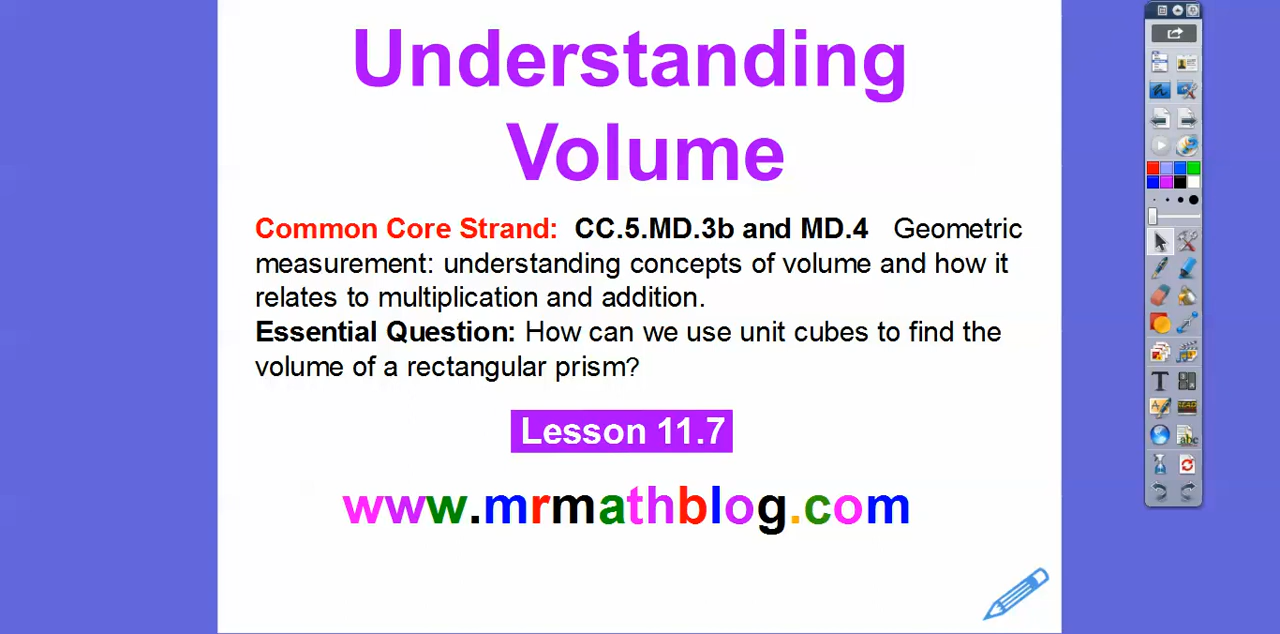 Understanding
Volume
Common Core Strand: CC.5.MD.3b and MD.4 Geometric
measurement: understanding concepts of volume and how it
relates to multiplication and addition.
Essential Question: How can we use unit cubes to find the
volume of a rectangular prism?
Lesson 11.7
www.mrmathblog.com
T
abc